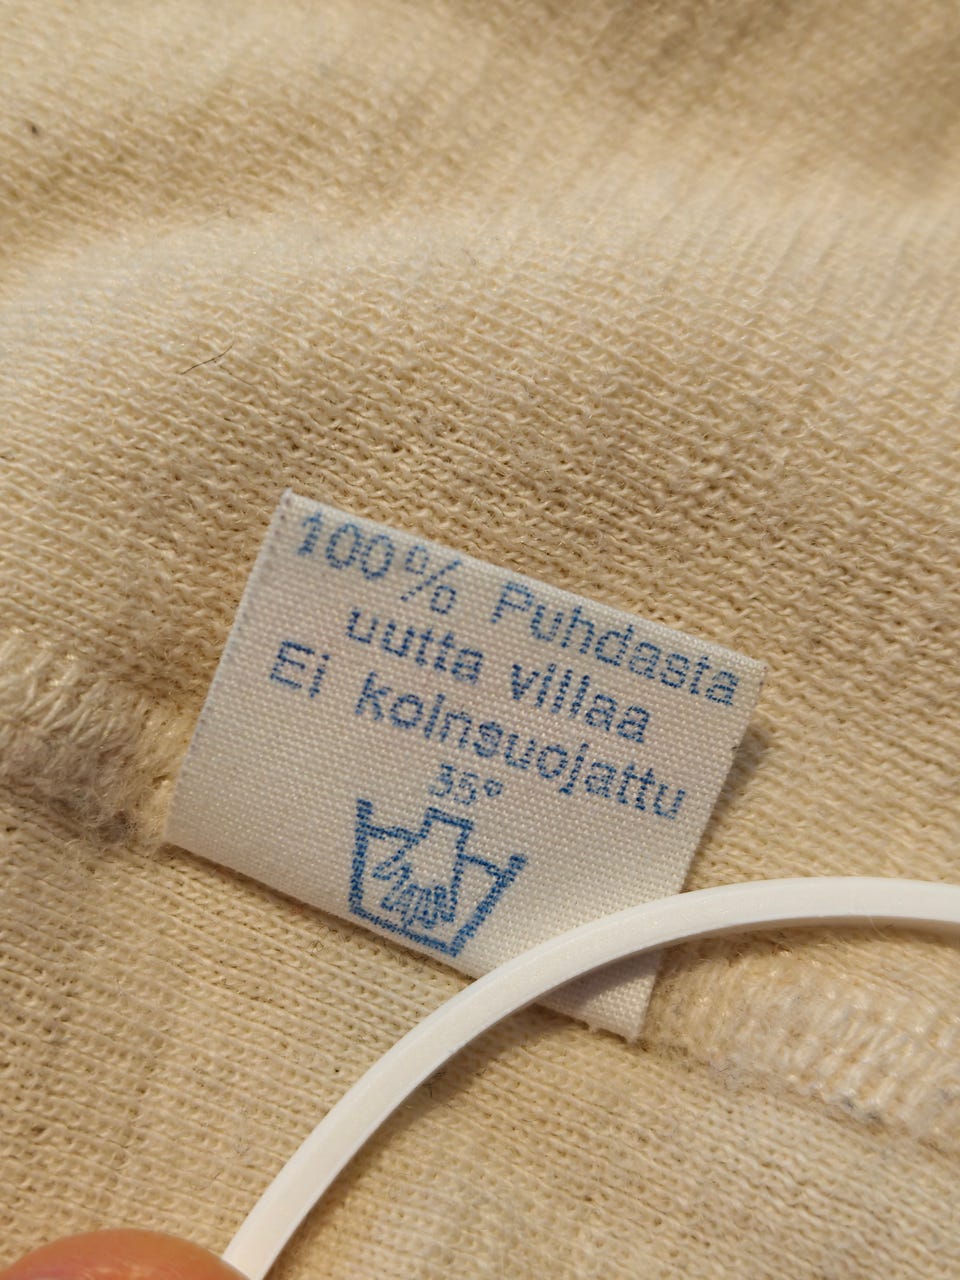 100% Puhdasta
uutta villaa
Ei koinsuojattu
35°